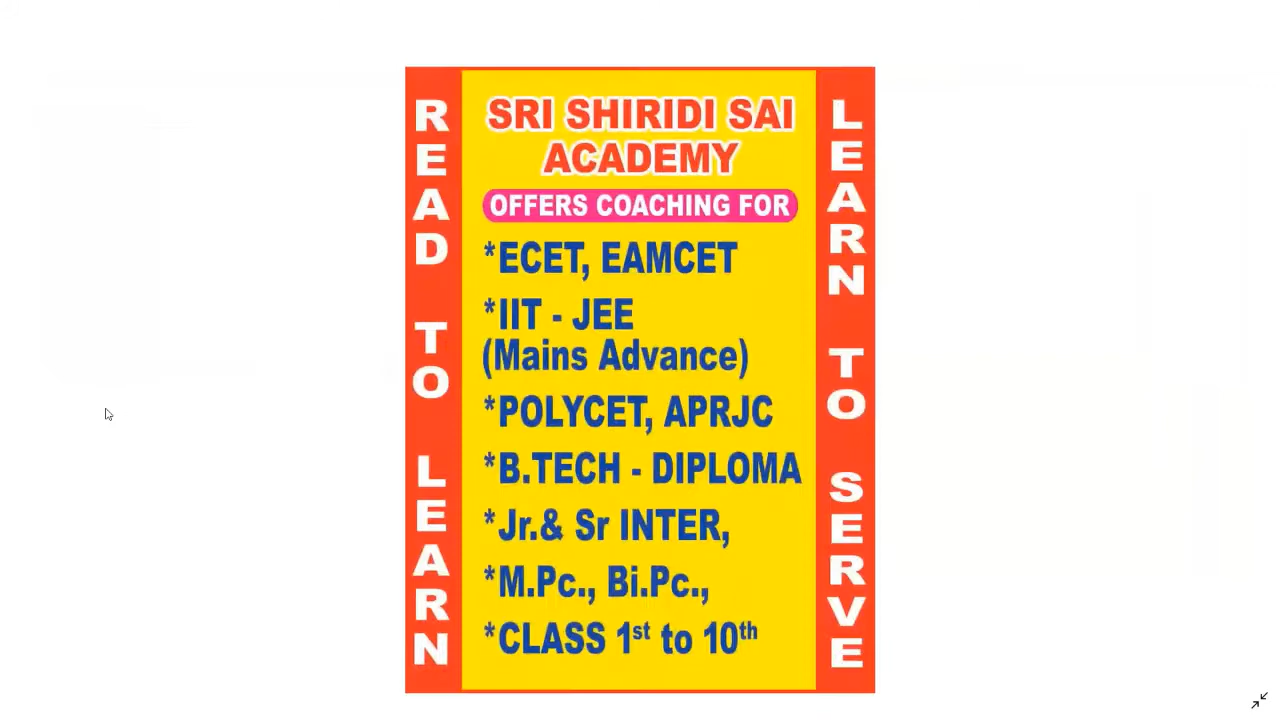 SRI SHIRIDI SAI
ACADEMY
OFFERS COACHING FOR
*ECET, EAMCET
*IIT - JEE
(Mains Advance)
*POLYCET, APRJC
*B.TECH - DIPLOMA
*Jr.& Sr INTER,
*M.Pc., Bi.Pc.,
*CLASS 1st to 10th
READ TO LEARN
LEARN TO SERVE